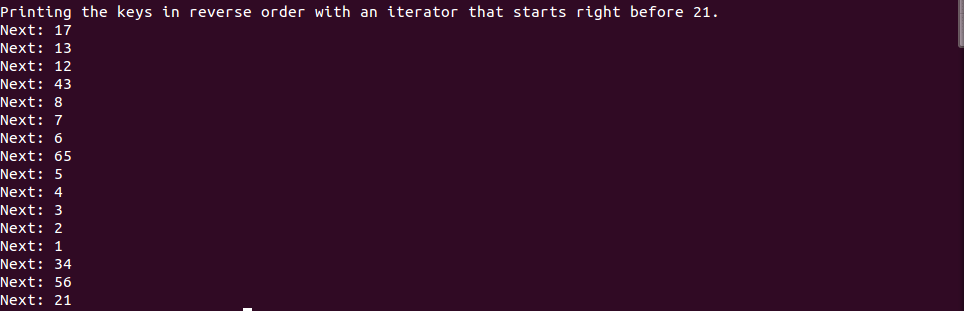 Printing the keys in reverse order with an iterator that starts right before 21.
Next: 17
Next: 13
Next: 12
Next: 43
Next: 8
Next: 7
Next: 6
Next: 65
Next: 5
Next: 4
Next: 3
Next: 2
Next: 1
Next: 34
Next: 56
Next: 21